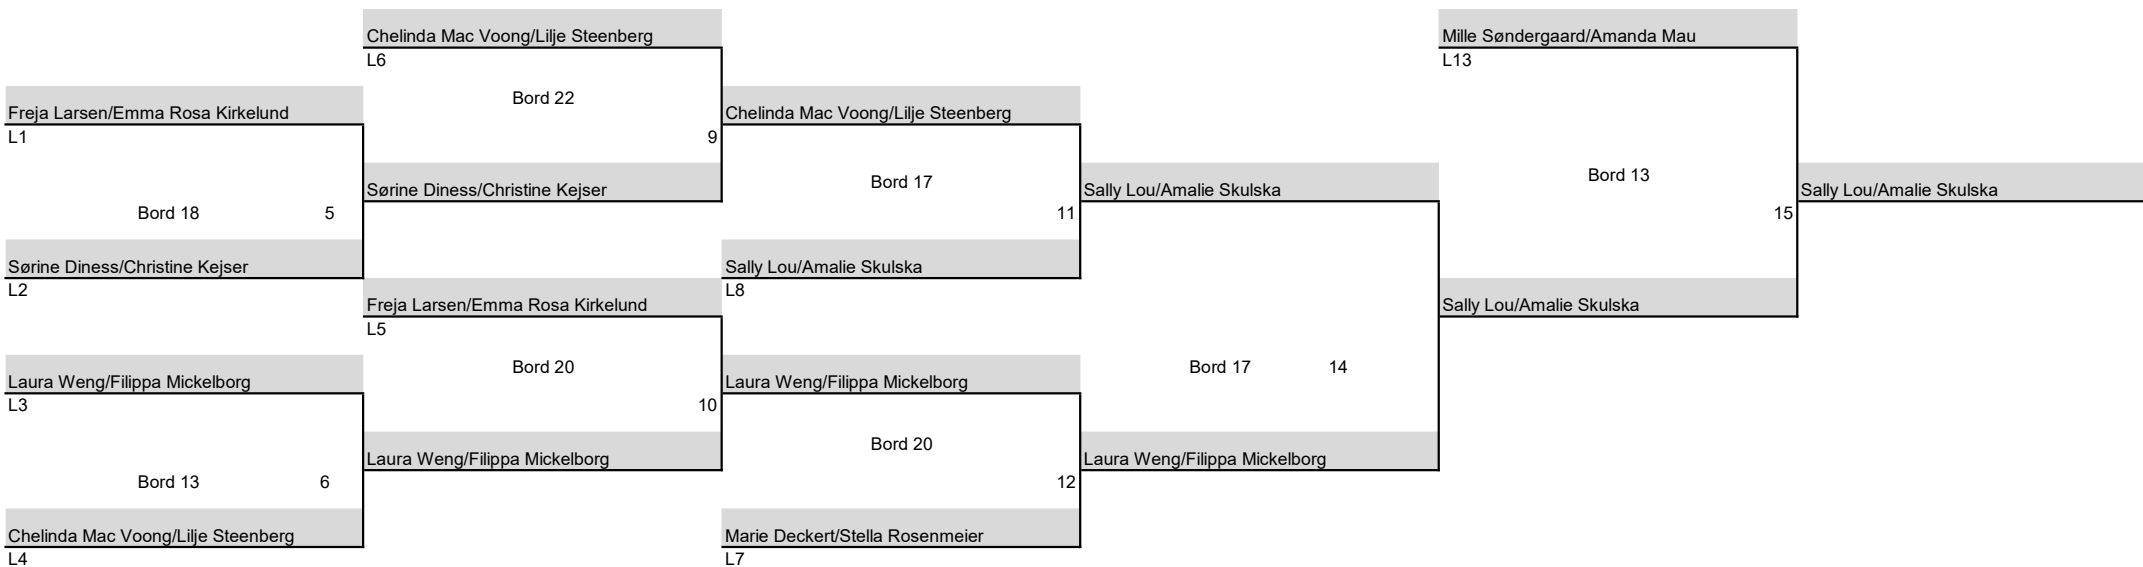 Chelinda Mac Voong/Lilje Steenberg
Mille Søndergaard/Amanda Mau
L6
L13
Bord 22
Freja Larsen/Emma Rosa Kirkelund
Chelinda Mac Voong/Lilje Steenberg
L1
9
Bord 13
Bord 17
Sørine Diness/Christine Kejser
Sally Lou/Amalie Skulska
Sally Lou/Amalie Skulska
Bord 18
5
11
15
Sørine Diness/Christine Kejser
Sally Lou/Amalie Skulska
L2
L8
Freja Larsen/Emma Rosa Kirkelund
Sally Lou/Amalie Skulska
L5
Bord 20
Bord 17
14
Laura Weng/Filippa Mickelborg
Laura Weng/Filippa Mickelborg
L3
10
Bord 20
Laura Weng/Filippa Mickelborg
Laura Weng/Filippa Mickelborg
Bord 13
6
12
Chelinda Mac Voong/Lilje Steenberg
Marie Deckert/Stella Rosenmeier
L4
L7